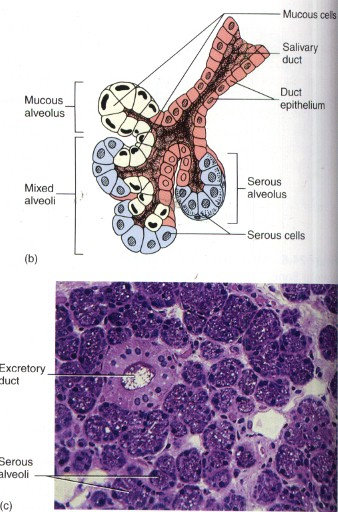 Mucous cells
Salivary
duct
Duct
epithelium
Mucous
alveolus
Mixed
alveoli
Serous
alveolus
Serous cells
(b)
Excretory
duct
Serous
alveoli
(c)